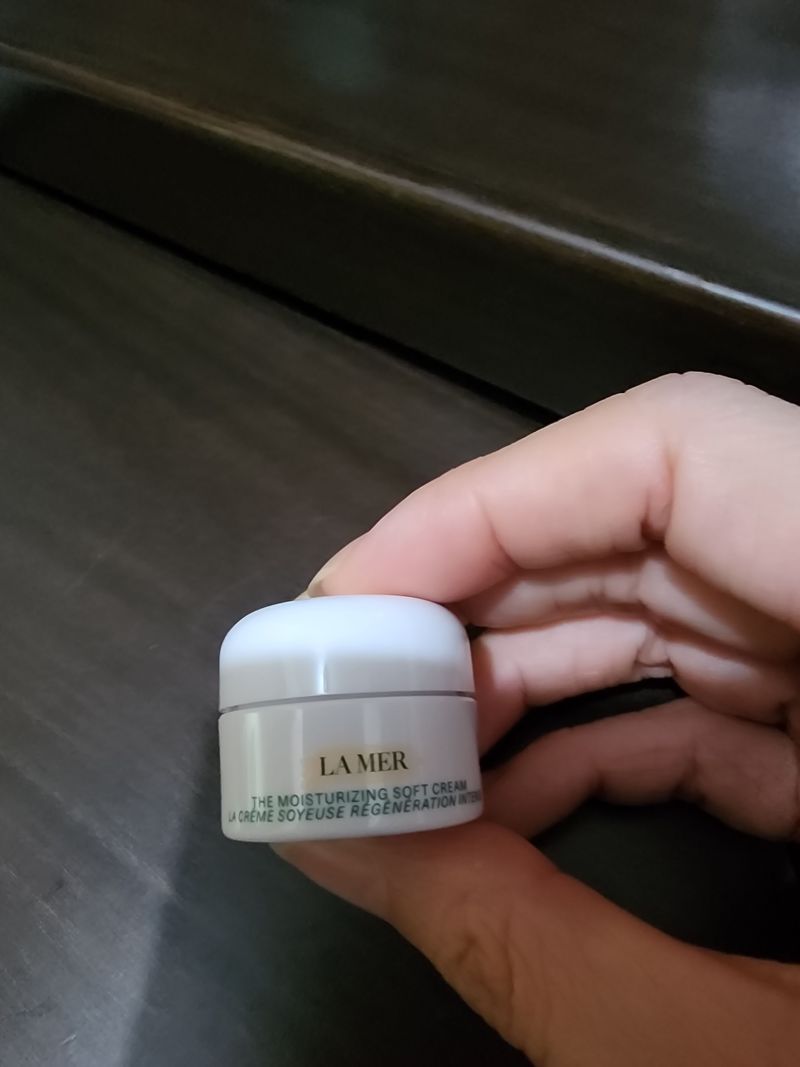 LA MER
THE MOISTURIZING SOFT CREAM
LA CRÈME SOYEUSE RÉGÉNÉRATION